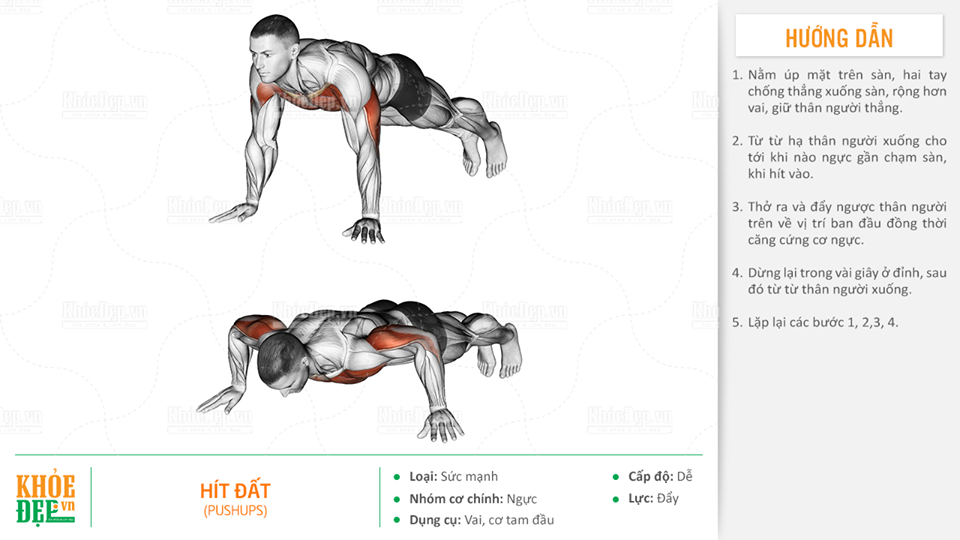 HƯỚNG DẪN
1. Nằm úp mặt trên sàn, hai tay
chống thẳng xuống sàn, rộng hơn
vai, giữ thân người thẳng.
2. Từ từ hạ thân người xuống cho
tới khi nào ngực gần chạm sàn,
khi hít vào.
3. Thở ra và đẩy ngược thân người
trên về vị trí ban đầu đồng thời
căng cứng cơ ngực.
4. Dừng lại trong vài giây ở đỉnh, sau
đó từ từ thân người xuống.
5. Lặp lại các bước 1, 2,3, 4.
KHỎE
ĐẸP.vn
HÍT ĐẤT
(PUSHUPS)
Loại: Sức mạnh
Nhóm cơ chính: Ngực
Dụng cụ: Vai, cơ tam đầu
Cấp độ: Dễ
Lực: Đẩy